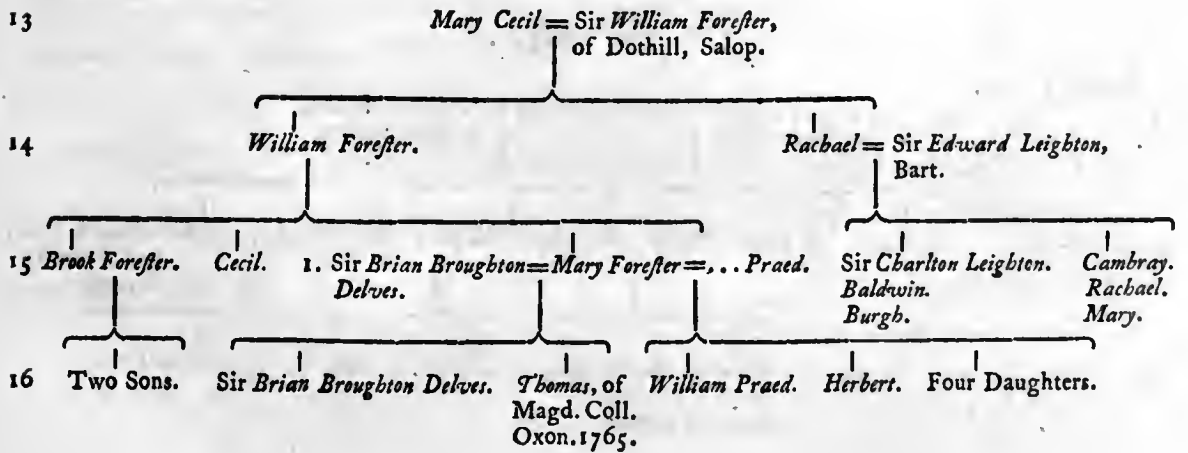 13 Mary Cecil = Sir William Foreſter,
of Dothill, Salop.
14 William Foreſter. Rachael = Sir Edward Leighton,
Bart.
15 Brook Foreſter. Cecil. 1. Sir Brian Broughton = Mary Foreſter = ... Praed. Sir Charlton Leighton. Cambray.
Delves. Baldwin. Rachael.
Burgh. Mary.
16 Two Sons. Sir Brian Broughton Delves. Thomas, of William Praed. Herbert. Four Daughters.
Magd. Coll.
Oxon. 1765.